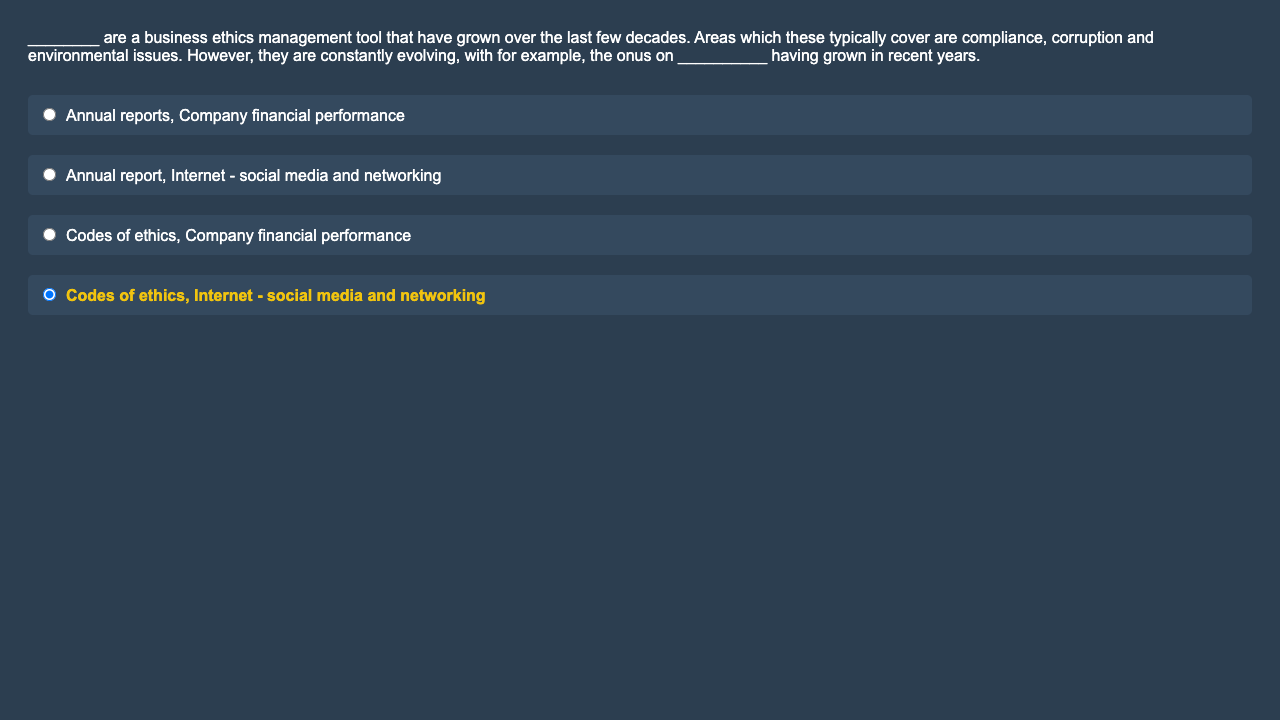 ________ are a business ethics management tool that have grown over the last few decades. Areas which these typically cover are compliance, corruption and
environmental issues. However, they are constantly evolving, with for example, the onus on __________ having grown in recent years.
Annual reports, Company financial performance
Annual report, Internet - social media and networking
Codes of ethics, Company financial performance
Codes of ethics, Internet - social media and networking